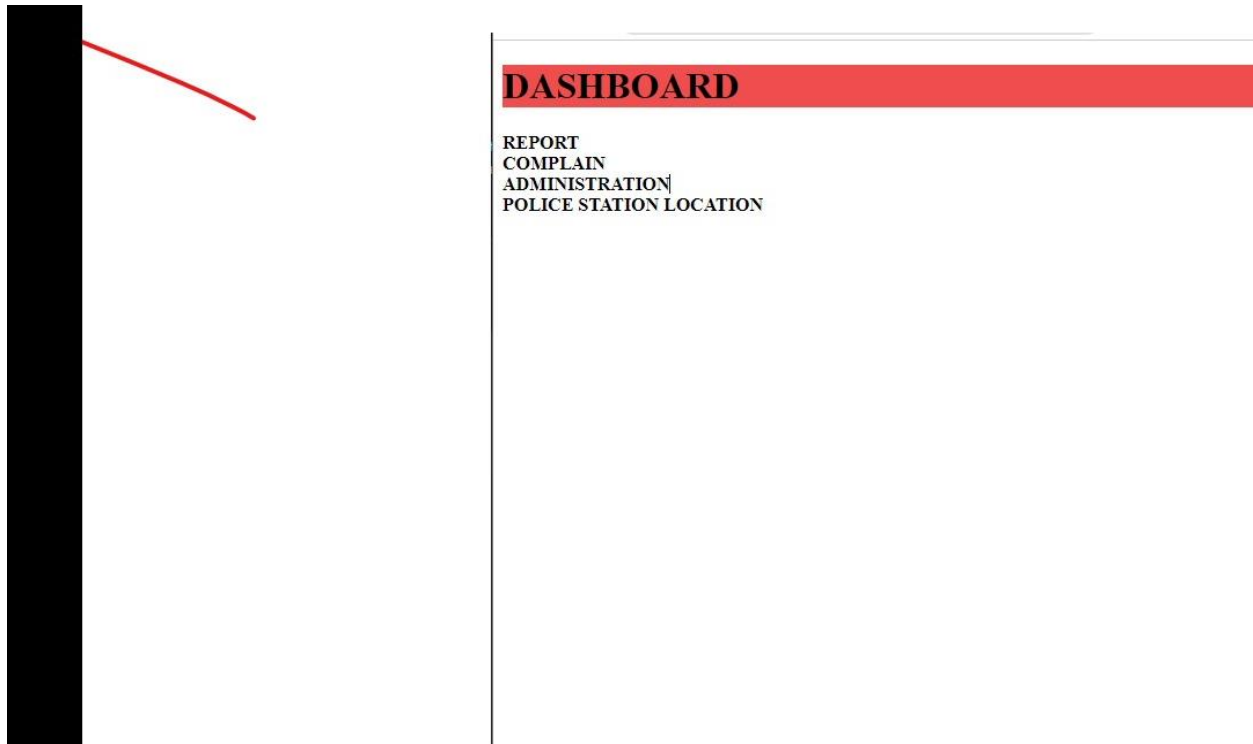 DASHBOARD
REPORT
COMPLAIN
ADMINISTRATION
POLICE STATION LOCATION